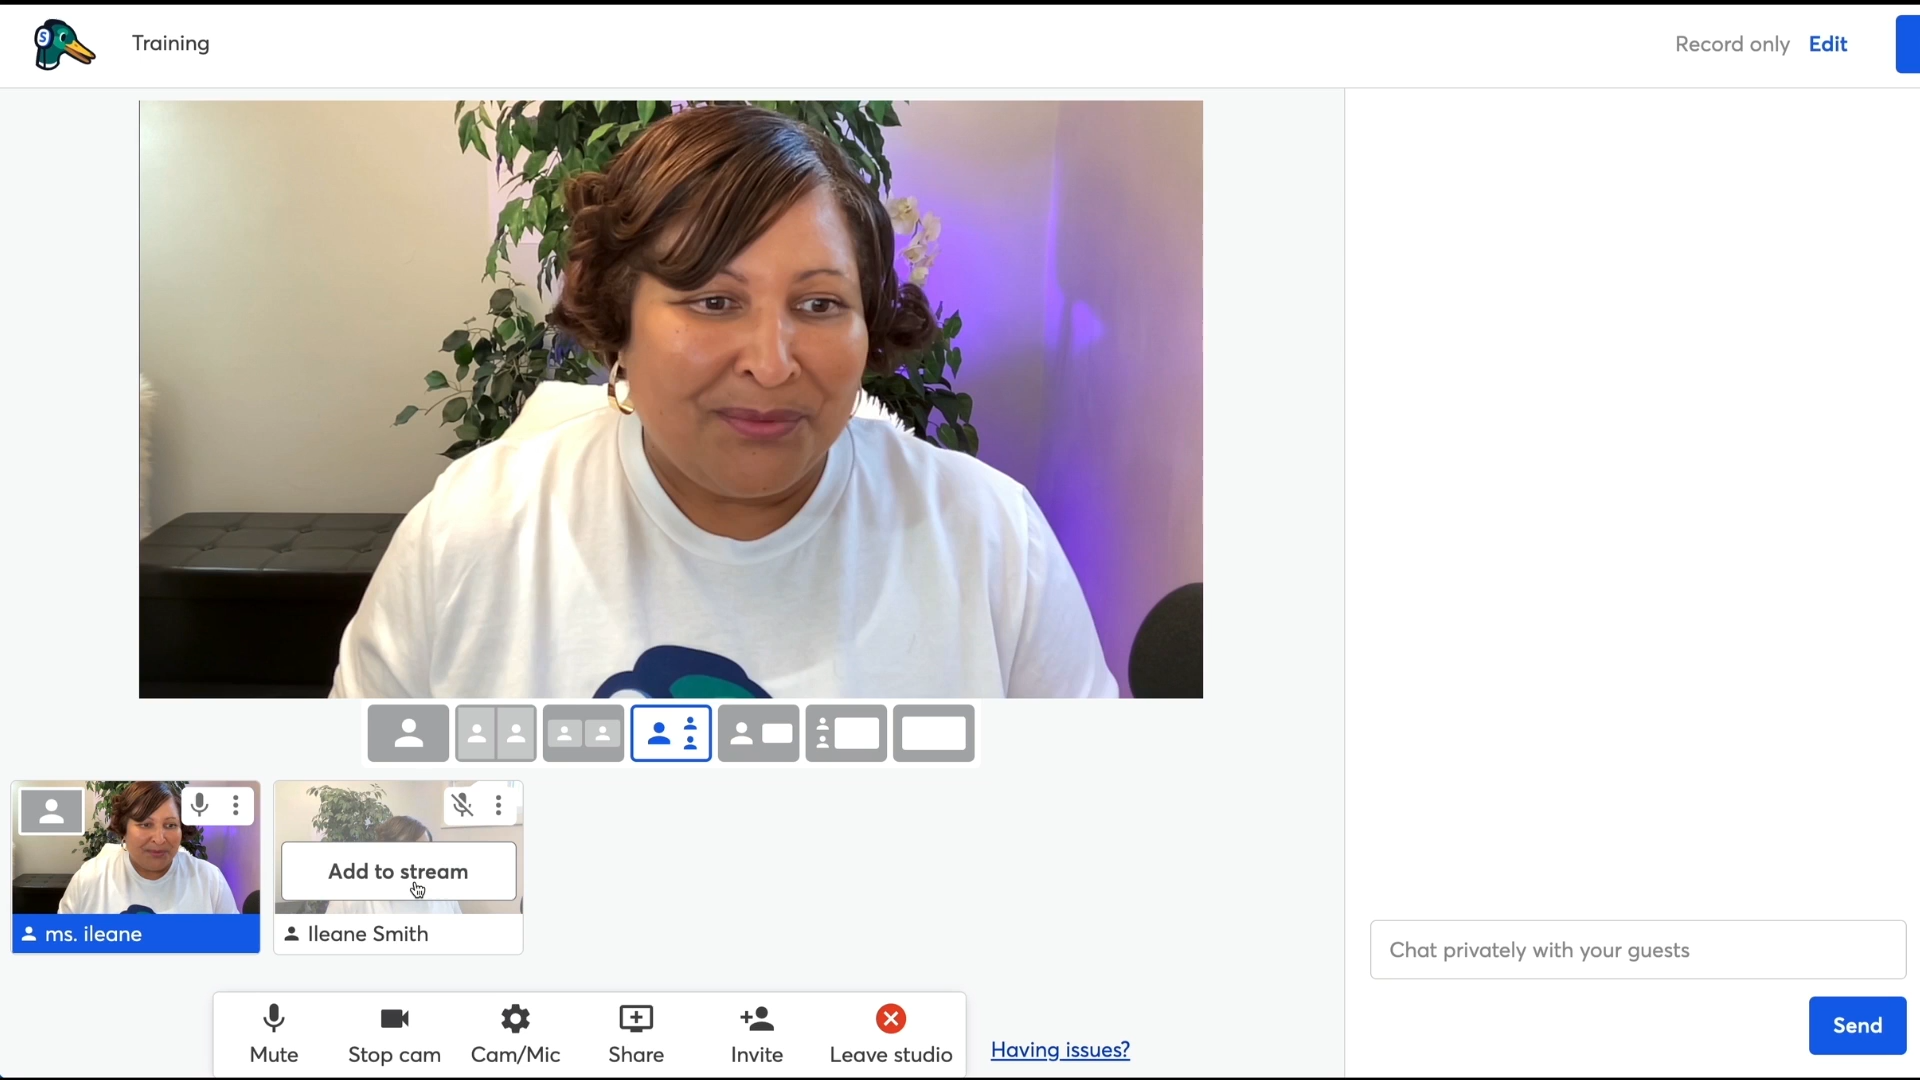 S
Training
Record only Edit
Add to stream
ms. ileane
Ileane Smith
Chat privately with your guests
Send
Mute
Stop cam
Cam/Mic
Share
Invite
Leave studio
Having issues?